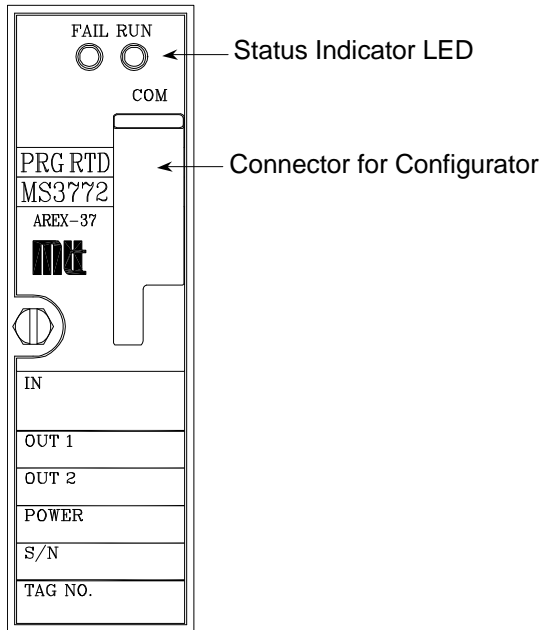 FAIL RUN
Status Indicator LED
COM
Connector for Configurator
PRG RTD
MS3772
AREX-37
Mtt
IN
OUT 1
OUT 2
POWER
S/N
TAG NO.